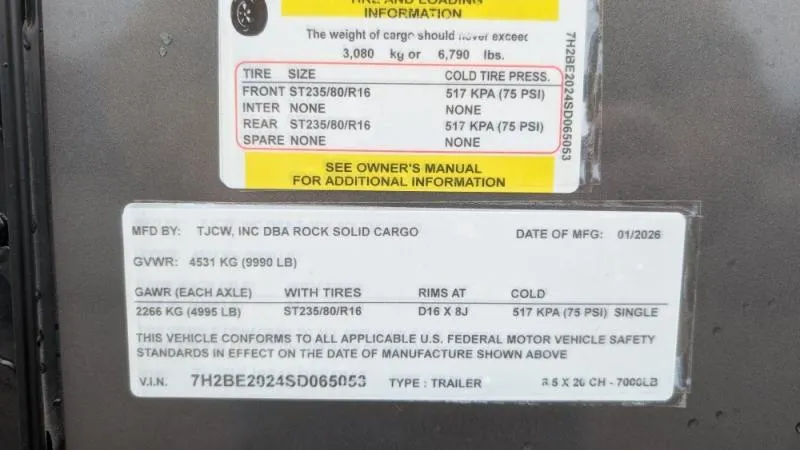 TIRE AND LOADING
INFORMATION
The weight of cargo should never exceed
3,080 kg or 6,790 lbs.
TIRE SIZE COLD TIRE PRESS.
FRONT ST235/80/R16 517 KPA (75 PSI)
INTER NONE NONE
REAR ST235/80/R16 517 KPA (75 PSI)
SPARE NONE NONE
7H2BE2024SD065053
SEE OWNER'S MANUAL
FOR ADDITIONAL INFORMATION
MFD BY: TJCW, INC DBA ROCK SOLID CARGO DATE OF MFG: 01/2026
GVWR: 4531 KG (9990 LB)
GAWR (EACH AXLE) WITH TIRES RIMS AT COLD
2266 KG (4995 LB) ST235/80/R16 D16 X 8J 517 KPA (75 PSI) SINGLE
THIS VEHICLE CONFORMS TO ALL APPLICABLE U.S. FEDERAL MOTOR VEHICLE SAFETY
STANDARDS IN EFFECT ON THE DATE OF MANUFACTURE SHOWN ABOVE
V.I.N. 7H2BE2024SD065053 TYPE : TRAILER 8.5 X 20 CH - 7000LB